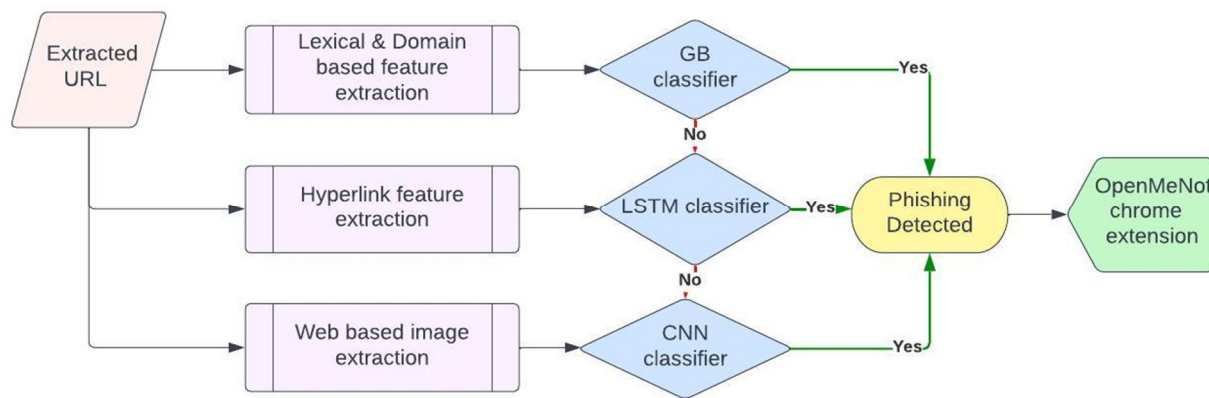 Extracted
URL
Lexical & Domain
based feature
extraction
GB
classifier
Yes
No
Hyperlink feature
extraction
LSTM classifier
Yes
Phishing
Detected
OpenMeNot
chrome
extension
No
Web based image
extraction
CNN
classifier
Yes